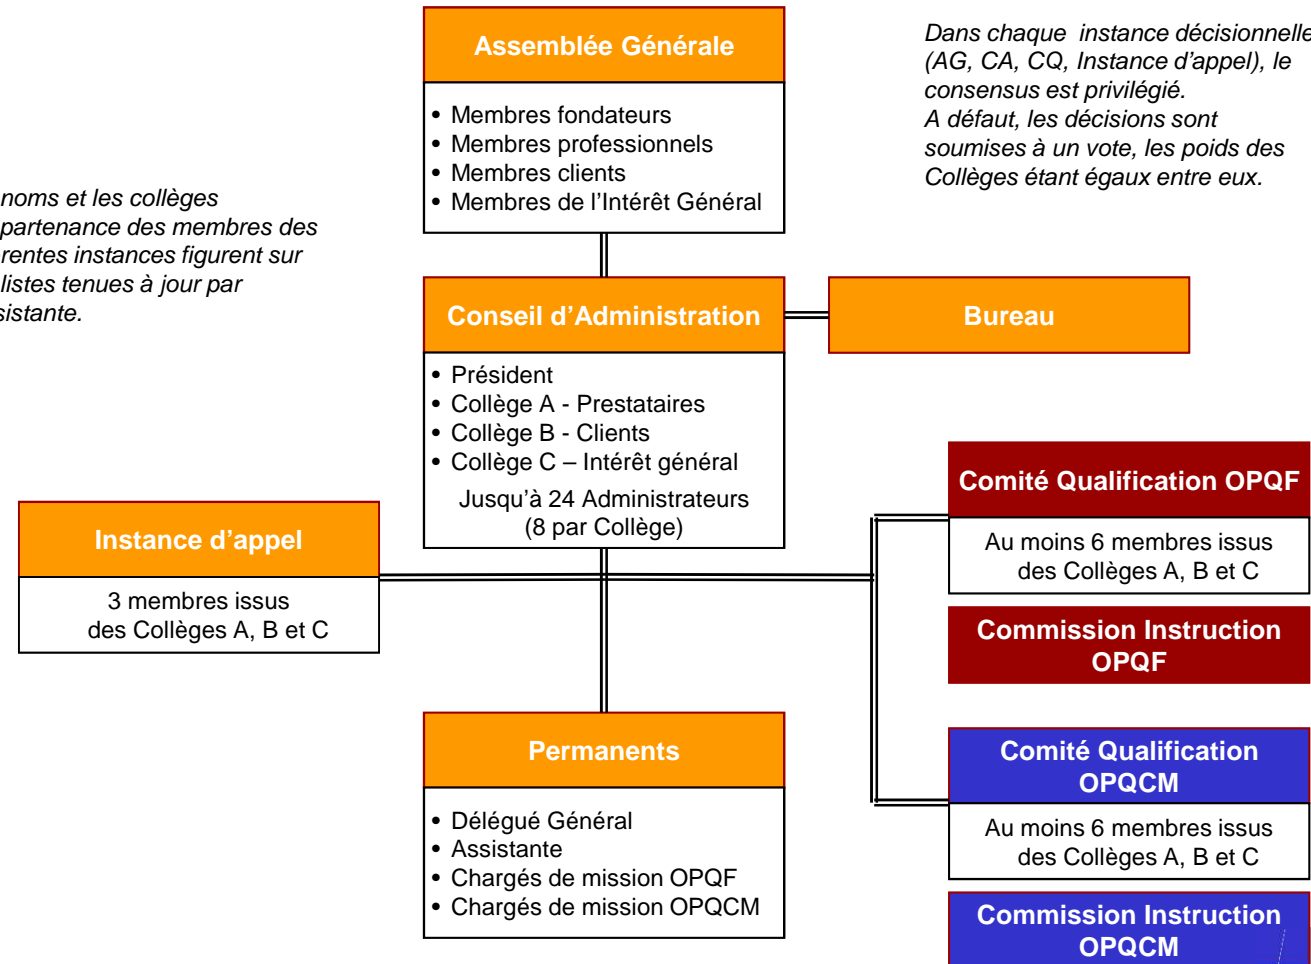 Assemblée Générale
• Membres fondateurs
• Membres professionnels
• Membres clients
• Membres de l’Intérêt Général
Dans chaque instance décisionnelle
(AG, CA, CQ, Instance d’appel), le
consensus est privilégié.
A défaut, les décisions sont
soumises à un vote, les poids des
Collèges étant égaux entre eux.
noms et les collèges
partenance des membres des
rentes instances figurent sur
listes tenues à jour par
sistante.
Conseil d’Administration
• Président
• Collège A - Prestataires
• Collège B - Clients
• Collège C – Intérêt général
Jusqu’à 24 Administrateurs
(8 par Collège)
Bureau
Instance d’appel
3 membres issus
des Collèges A, B et C
Comité Qualification OPQF
Au moins 6 membres issus
des Collèges A, B et C
Commission Instruction
OPQF
Permanents
• Délégué Général
• Assistante
• Chargés de mission OPQF
• Chargés de mission OPQCM
Comité Qualification
OPQCM
Au moins 6 membres issus
des Collèges A, B et C
Commission Instruction
OPQCM